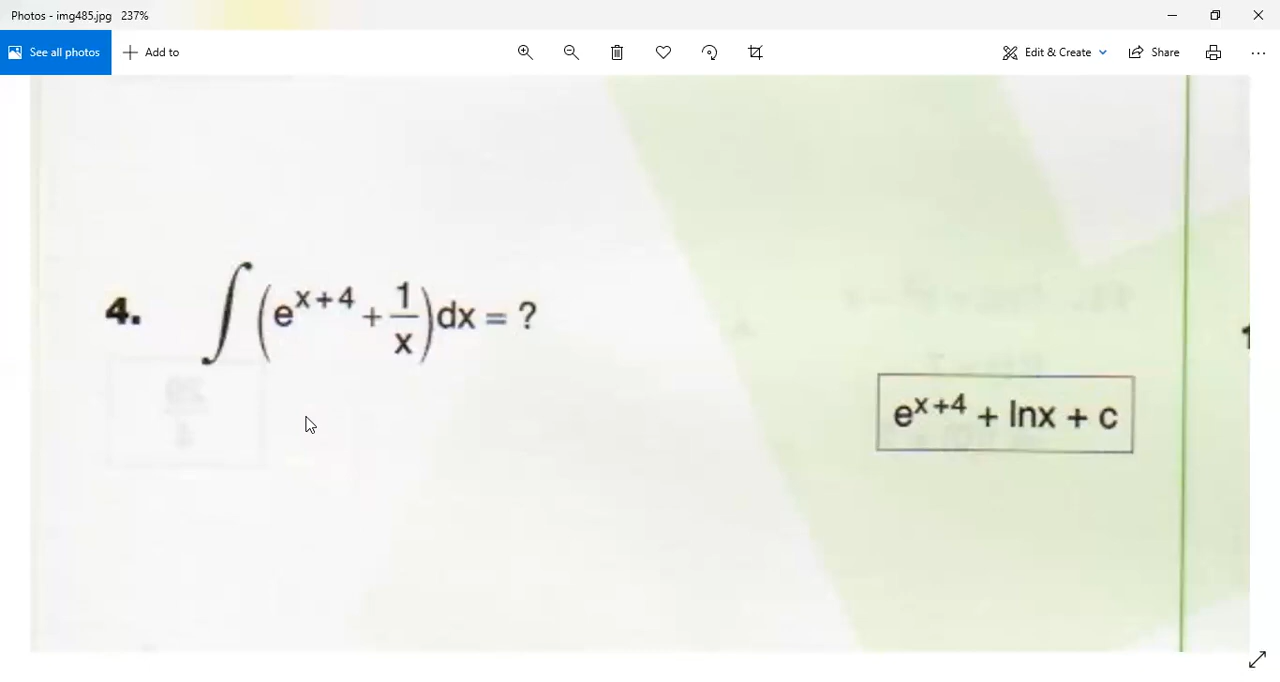 Photos - img485.jpg 237%
See all photos
Add to
Edit & Create
Share
4. ∫(e^{x+4} + 1/x)dx = ?
e^{x+4} + lnx + c